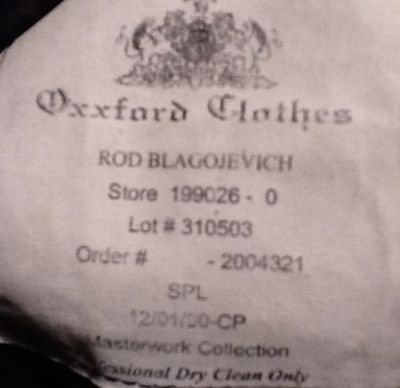 Oxxford Clothes
ROD BLAGOJEVICH
Store 199026 - 0
Lot # 310503
Order # - 2004321
SPL
12/01/00-CP
Masterwork Collection
Dry Clean Only